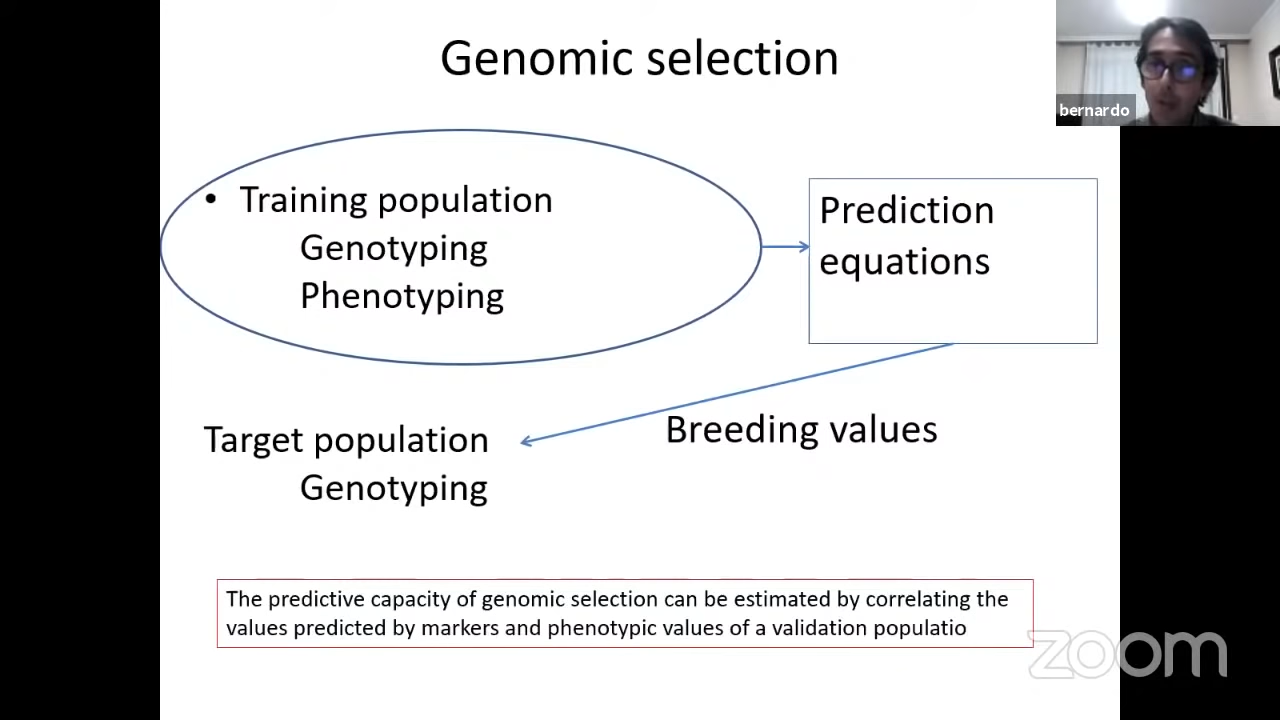 Genomic selection
bernardo
• Training population
Genotyping
Phenotyping
Prediction
equations
Breeding values
Target population
Genotyping
The predictive capacity of genomic selection can be estimated by correlating the
values predicted by markers and phenotypic values of a validation populatio
zoom